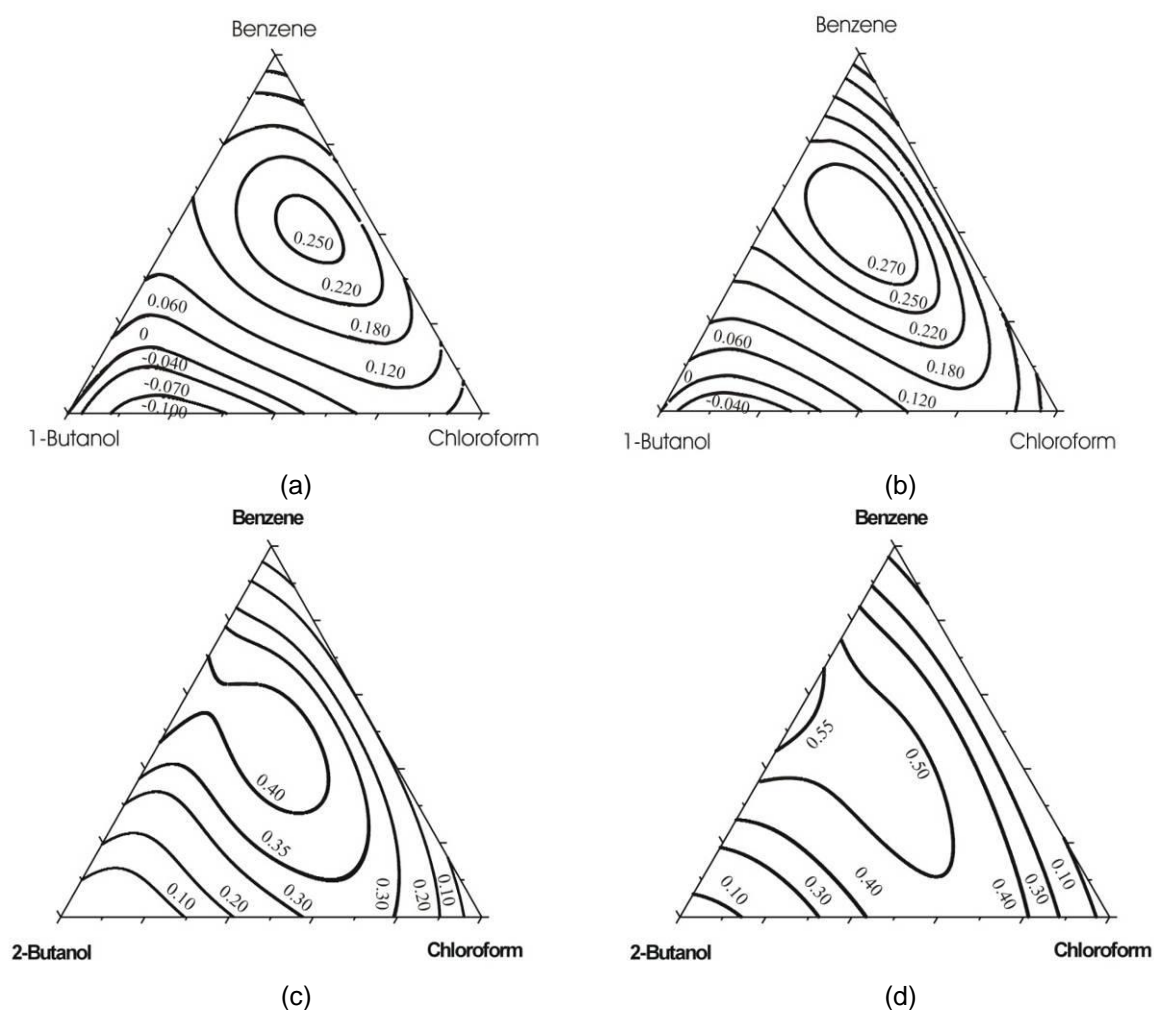 Benzene
0.250
0.220
0.180
0.120
0.060
0
-0.040
-0.070
-0.100
1-Butanol
Chloroform
(a)
Benzene
0.270
0.250
0.220
0.180
0.120
0.060
0
-0.040
1-Butanol
Chloroform
(b)
Benzene
0.40
0.35
0.30
0.20
0.10
0.30
0.20
0.10
2-Butanol
Chloroform
(c)
Benzene
0.55
0.50
0.40
0.30
0.10
0.40
0.30
0.10
2-Butanol
Chloroform
(d)